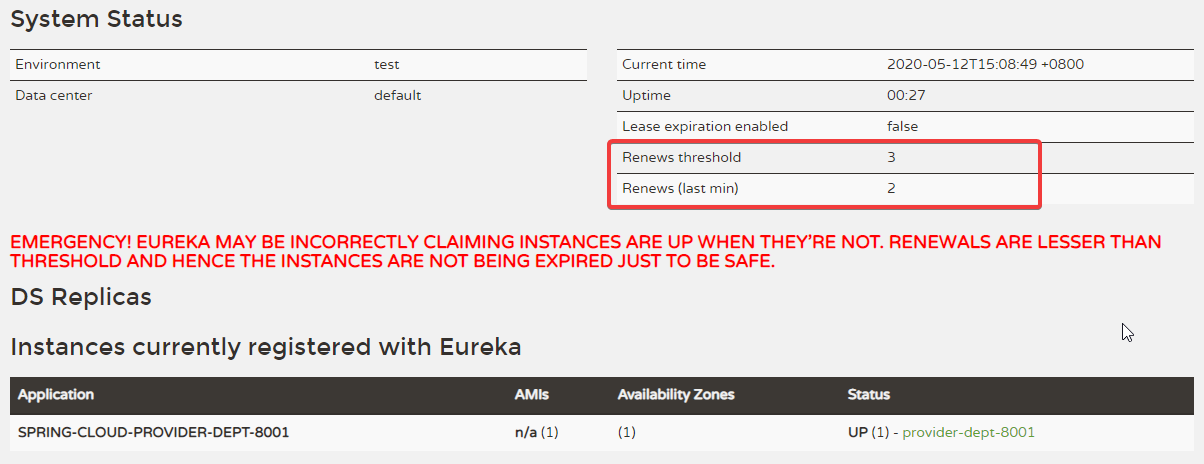 System Status
Environment test
Data center default
Current time 2020-05-12T15:08:49 +0800
Uptime 00:27
Lease expiration enabled false
Renews threshold 3
Renews (last min) 2
EMERGENCY! EUREKA MAY BE INCORRECTLY CLAIMING INSTANCES ARE UP WHEN THEY'RE NOT. RENEWALS ARE LESSER THAN
THRESHOLD AND HENCE THE INSTANCES ARE NOT BEING EXPIRED JUST TO BE SAFE.
DS Replicas
Instances currently registered with Eureka
Application AMIs Availability Zones Status
SPRING-CLOUD-PROVIDER-DEPT-8001 n/a (1) (1) UP (1) - provider-dept-8001